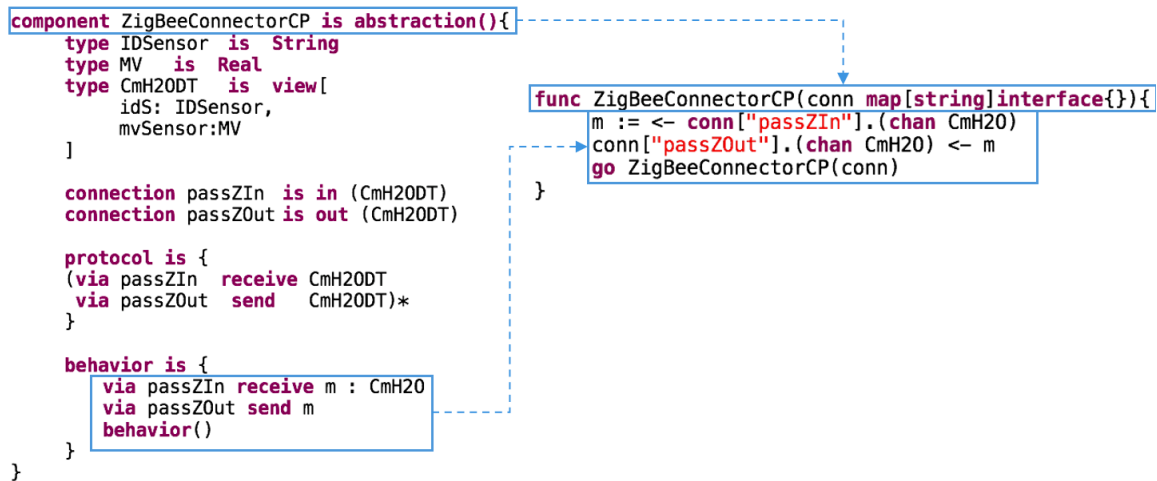 component ZigBeeConnectorCP is abstraction(){
type IDSensor is String
type MV is Real
type CmH2ODT is view[
idS: IDSensor,
mvSensor:MV
]
connection passZIn is in (CmH2ODT)
connection passZOut is out (CmH2ODT)
protocol is {
(via passZIn receive CmH2ODT
via passZOut send CmH2ODT)*
}
behavior is {
via passZIn receive m : CmH2O
via passZOut send m
behavior()
}
}
func ZigBeeConnectorCP(conn map[string]interface{}){
m := <- conn["passZIn"].(chan CmH2O)
conn["passZOut"].(chan CmH2O) <- m
go ZigBeeConnectorCP(conn)
}